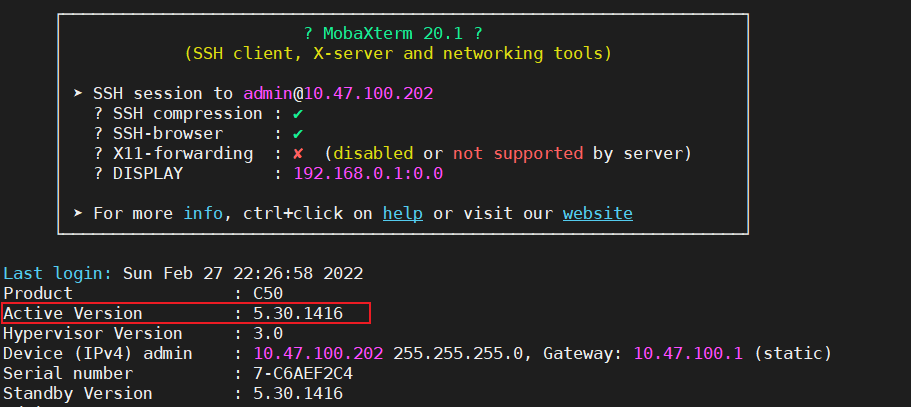 ? MobaXterm 20.1 ?
(SSH client, X-server and networking tools)
➤ SSH session to admin@10.47.100.202
? SSH compression : ✔
? SSH-browser     : ✔
? X11-forwarding  : ✘  (disabled or not supported by server)
? DISPLAY         : 192.168.0.1:0.0
➤ For more info, ctrl+click on help or visit our website
Last login: Sun Feb 27 22:26:58 2022
Product                : C50
Active Version         : 5.30.1416
Hypervisor Version     : 3.0
Device (IPv4) admin    : 10.47.100.202 255.255.255.0, Gateway: 10.47.100.1 (static)
Serial number          : 7-C6AEF2C4
Standby Version        : 5.30.1416